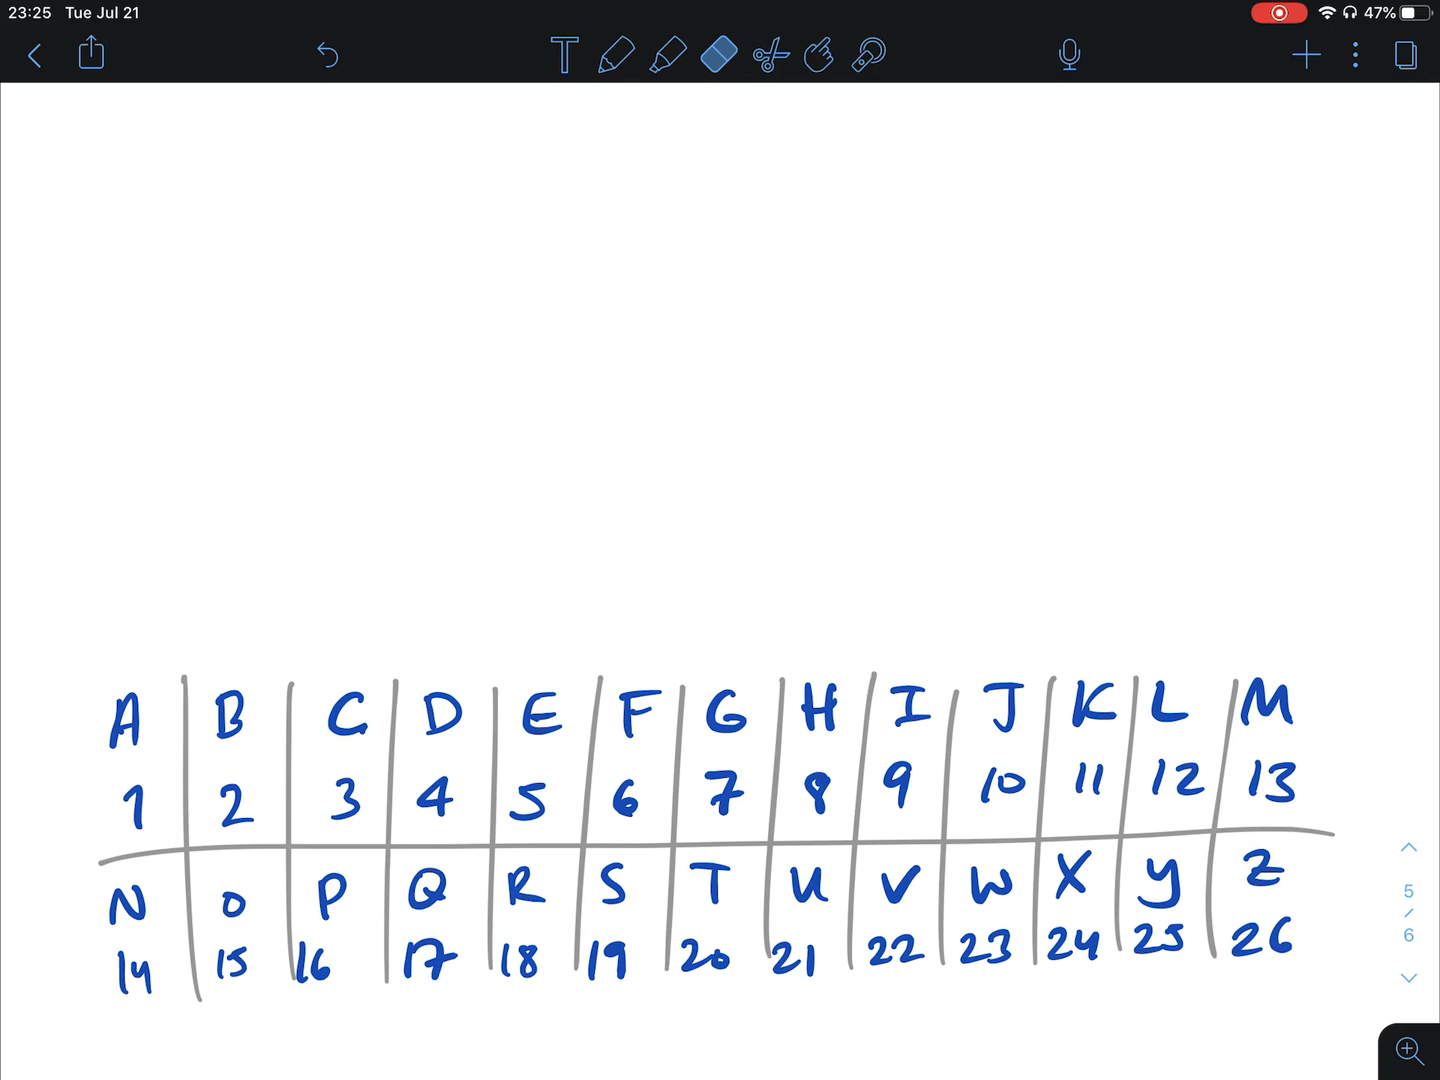 23:25 Tue Jul 21 47%
T
A B C D E F G H I J K L M
1 2 3 4 5 6 7 8 9 10 11 12 13
N O P Q R S T U V W X Y Z
14 15 16 17 18 19 20 21 22 23 24 25 26
5
/
6